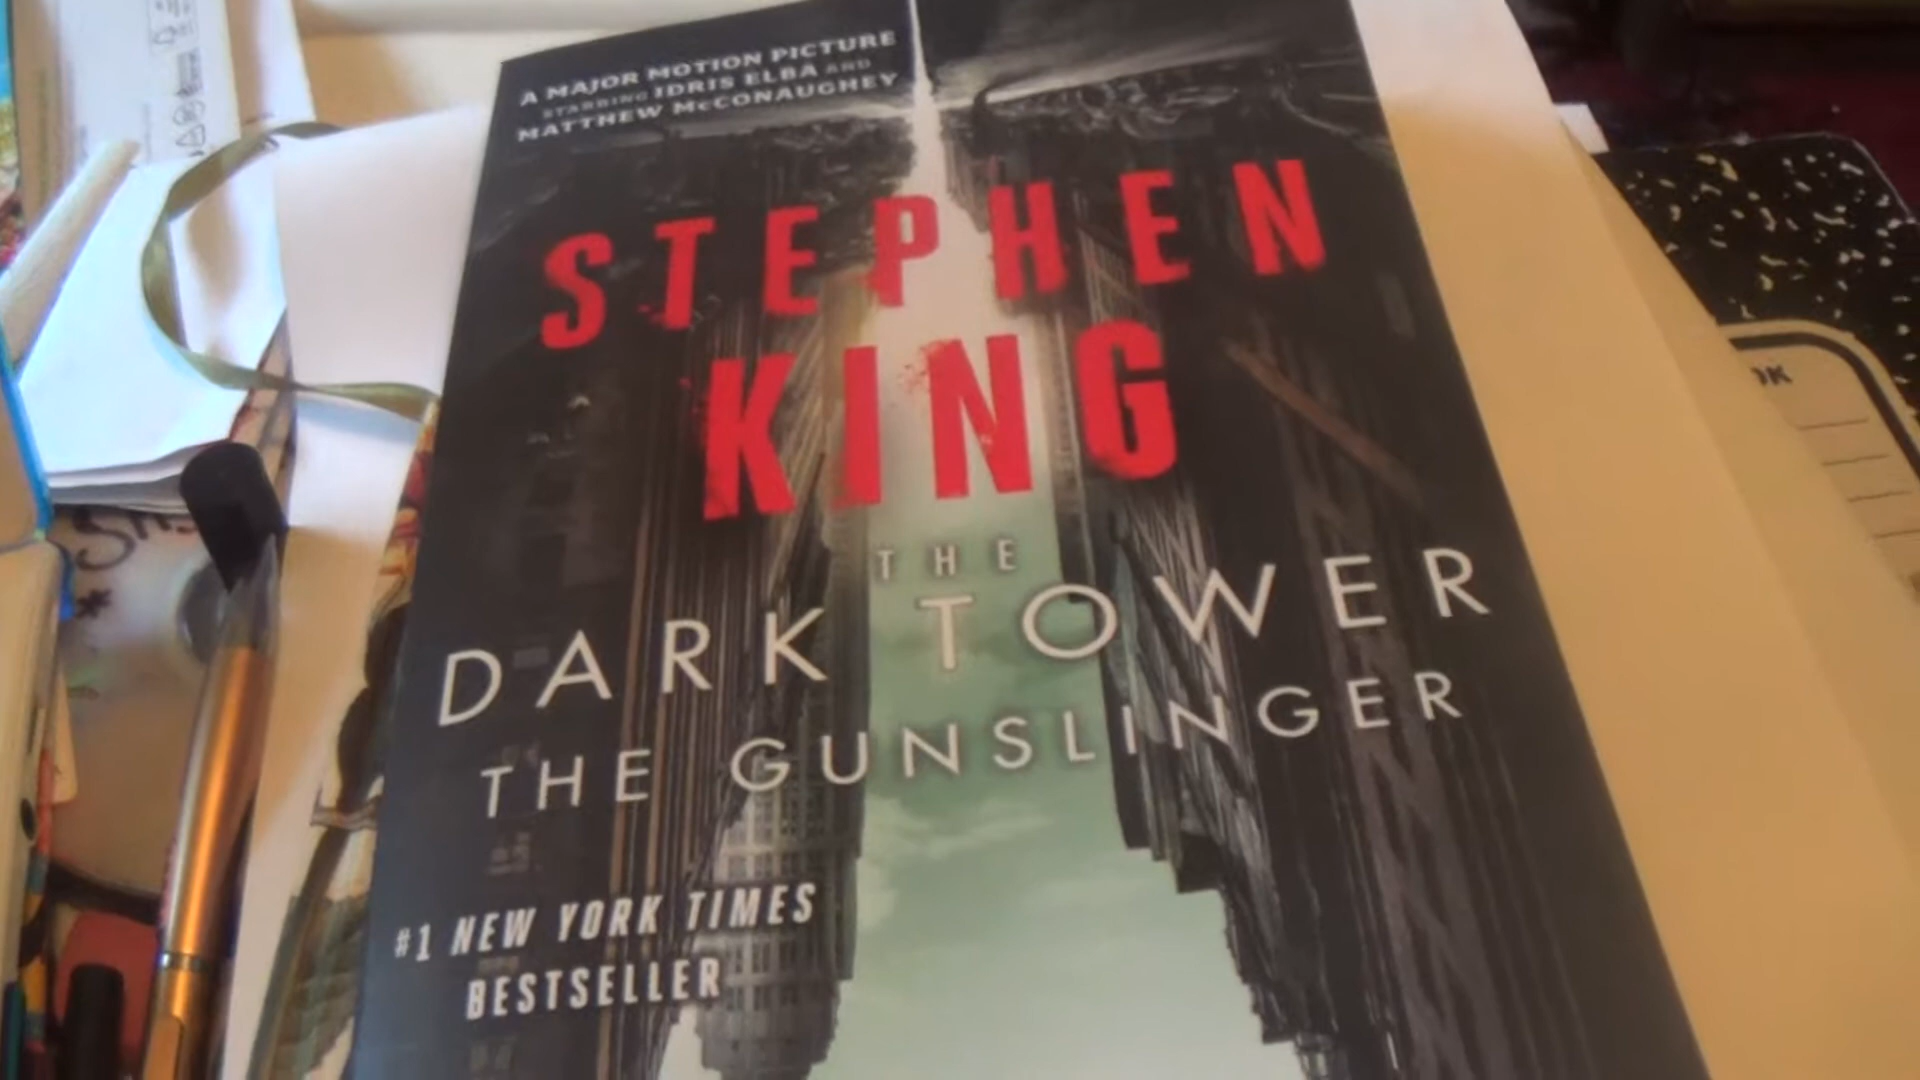 A MAJOR MOTION PICTURE
STARRING IDRIS ELBA AND
MATTHEW McCONAUGHEY
STEPHEN
KING
THE
DARK TOWER
THE GUNSLINGER
#1 NEW YORK TIMES
BESTSELLER